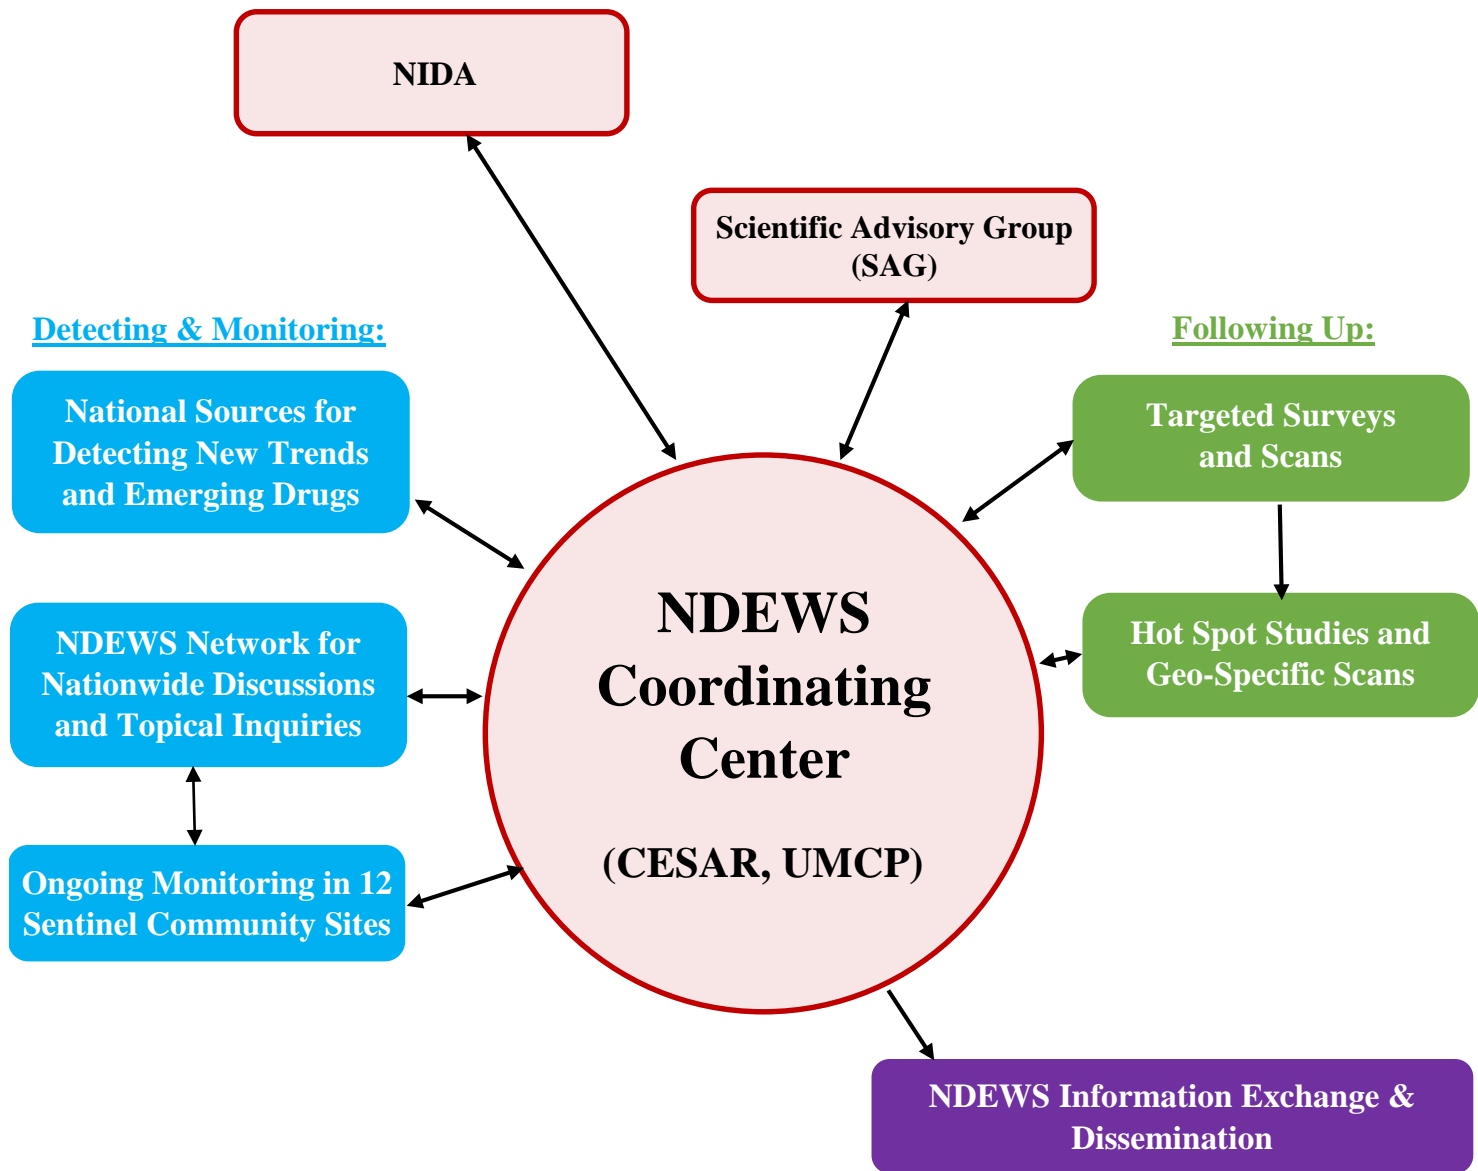 NIDA
Scientific Advisory Group
(SAG)
Detecting & Monitoring:
National Sources for
Detecting New Trends
and Emerging Drugs
NDEWS Network for
Nationwide Discussions
and Topical Inquiries
Ongoing Monitoring in 12
Sentinel Community Sites
NDEWS
Coordinating
Center
(CESAR, UMCP)
Following Up:
Targeted Surveys
and Scans
Hot Spot Studies and
Geo-Specific Scans
NDEWS Information Exchange &
Dissemination